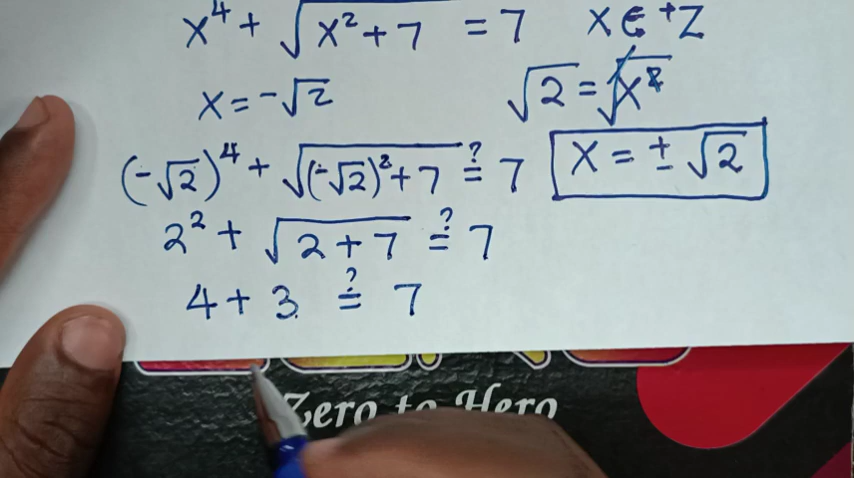 x⁴ + √(x² + 7) = 7 x ∈ +Z
x = -√2 √2 = √x²
(-√2)⁴ + √((-√2)² + 7) ≟ 7 x = ± √2
2² + √(2 + 7) ≟ 7
4 + 3 ≟ 7
Zero to Hero